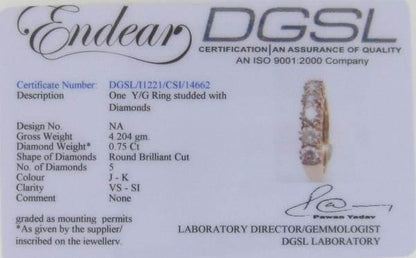 Endear
DGSL
CERTIFICATION | AN ASSURANCE OF QUALITY
AN ISO 9001:2000 Company
Certificate Number: DGSL/I1221/CSI/14662
Description One Y/G Ring studded with
Diamonds
Design No. NA
Gross Weight 4.204 gm.
Diamond Weight* 0.75 Ct
Shape of Diamonds Round Brilliant Cut
No. of Diamonds 5
Colour J - K
Clarity VS - SI
Comment None
graded as mounting permits
*As given by the supplier/
inscribed on the jewellery.
Pawan Yadav
LABORATORY DIRECTOR/GEMMOLOGIST
DGSL LABORATORY